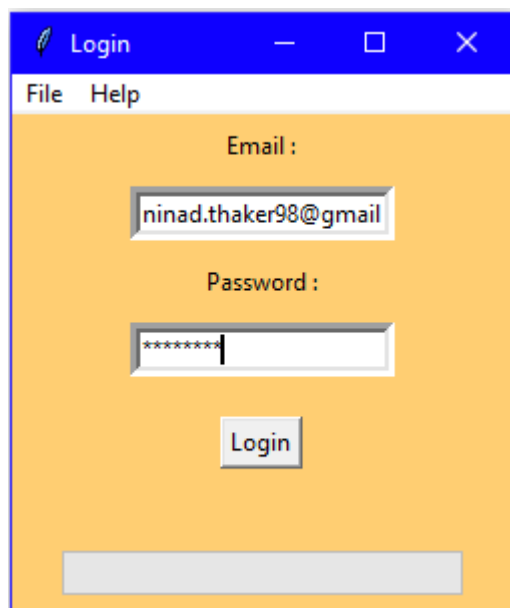 Login
File Help
Email :
ninad.thaker98@gmail
Password :
********
Login